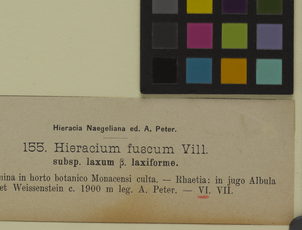 Hieracia Naegeliana ed. A. Peter.
155. Hieracium fuscum Vill.
subsp. laxum β. laxiforme.
in horto botanico Monacensi culta. — Rhaetia: in jugo Albula
et Weissenstein c. 1900 m leg. A. Peter. — VI. VII.